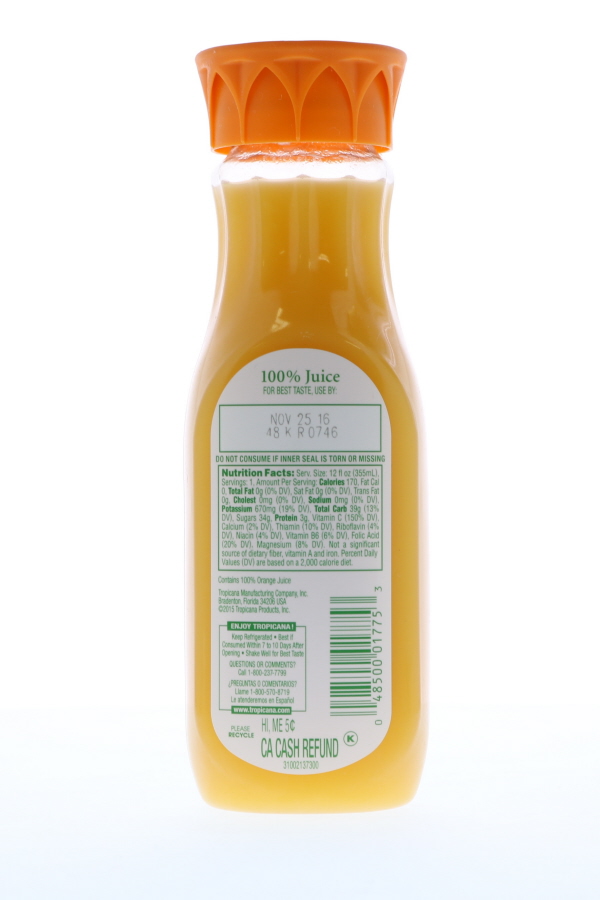 100% Juice
FOR BEST TASTE, USE BY:
NOV 25 16
48 K R 0746
DO NOT CONSUME IF INNER SEAL IS TORN OR MISSING
Nutrition Facts: Serv. Size: 12 fl oz (355mL),
Servings: 1, Amount Per Serving: Calories 170, Fat Cal
0, Total Fat 0g (0% DV), Sat Fat 0g (0% DV), Trans Fat
0g, Cholest 0mg (0% DV), Sodium 0mg (0% DV),
Potassium 670mg (19% DV), Total Carb 39g (13%
DV), Sugars 34g, Protein 3g, Vitamin C (150% DV),
Calcium (2% DV), Thiamin (10% DV), Riboflavin (4%
DV), Niacin (4% DV), Vitamin B6 (6% DV), Folic Acid
(20% DV), Magnesium (8% DV). Not a significant
source of dietary fiber, vitamin A and iron. Percent Daily
Values (DV) are based on a 2,000 calorie diet.
Contains 100% Orange Juice
Tropicana Manufacturing Company, Inc.
Bradenton, Florida 34206 USA
©2015 Tropicana Products, Inc.
ENJOY TROPICANA!
Keep Refrigerated • Best if
Consumed Within 7 to 10 Days After
Opening • Shake Well for Best Taste
QUESTIONS OR COMMENTS?
Call 1-800-237-7799
¿PREGUNTAS O COMENTARIOS?
Llame 1-800-570-8719
Le atenderemos en Español
www.tropicana.com
0 48500 01775 3
PLEASE
RECYCLE
HI, ME 5¢
CA CASH REFUND
K
31002137300